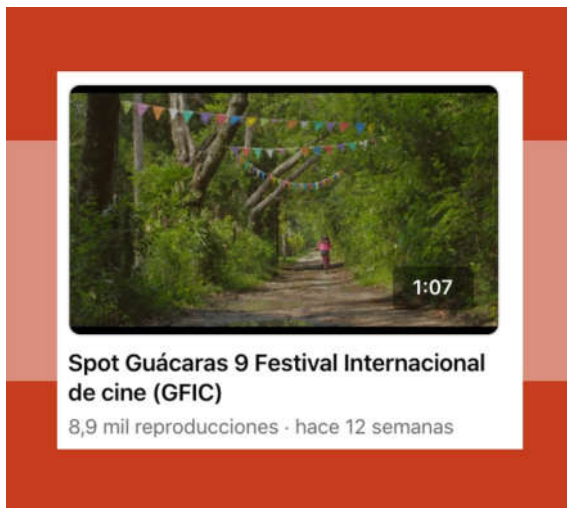 1:07
Spot Guácaras 9 Festival Internacional
de cine (GFIC)
8,9 mil reproducciones · hace 12 semanas